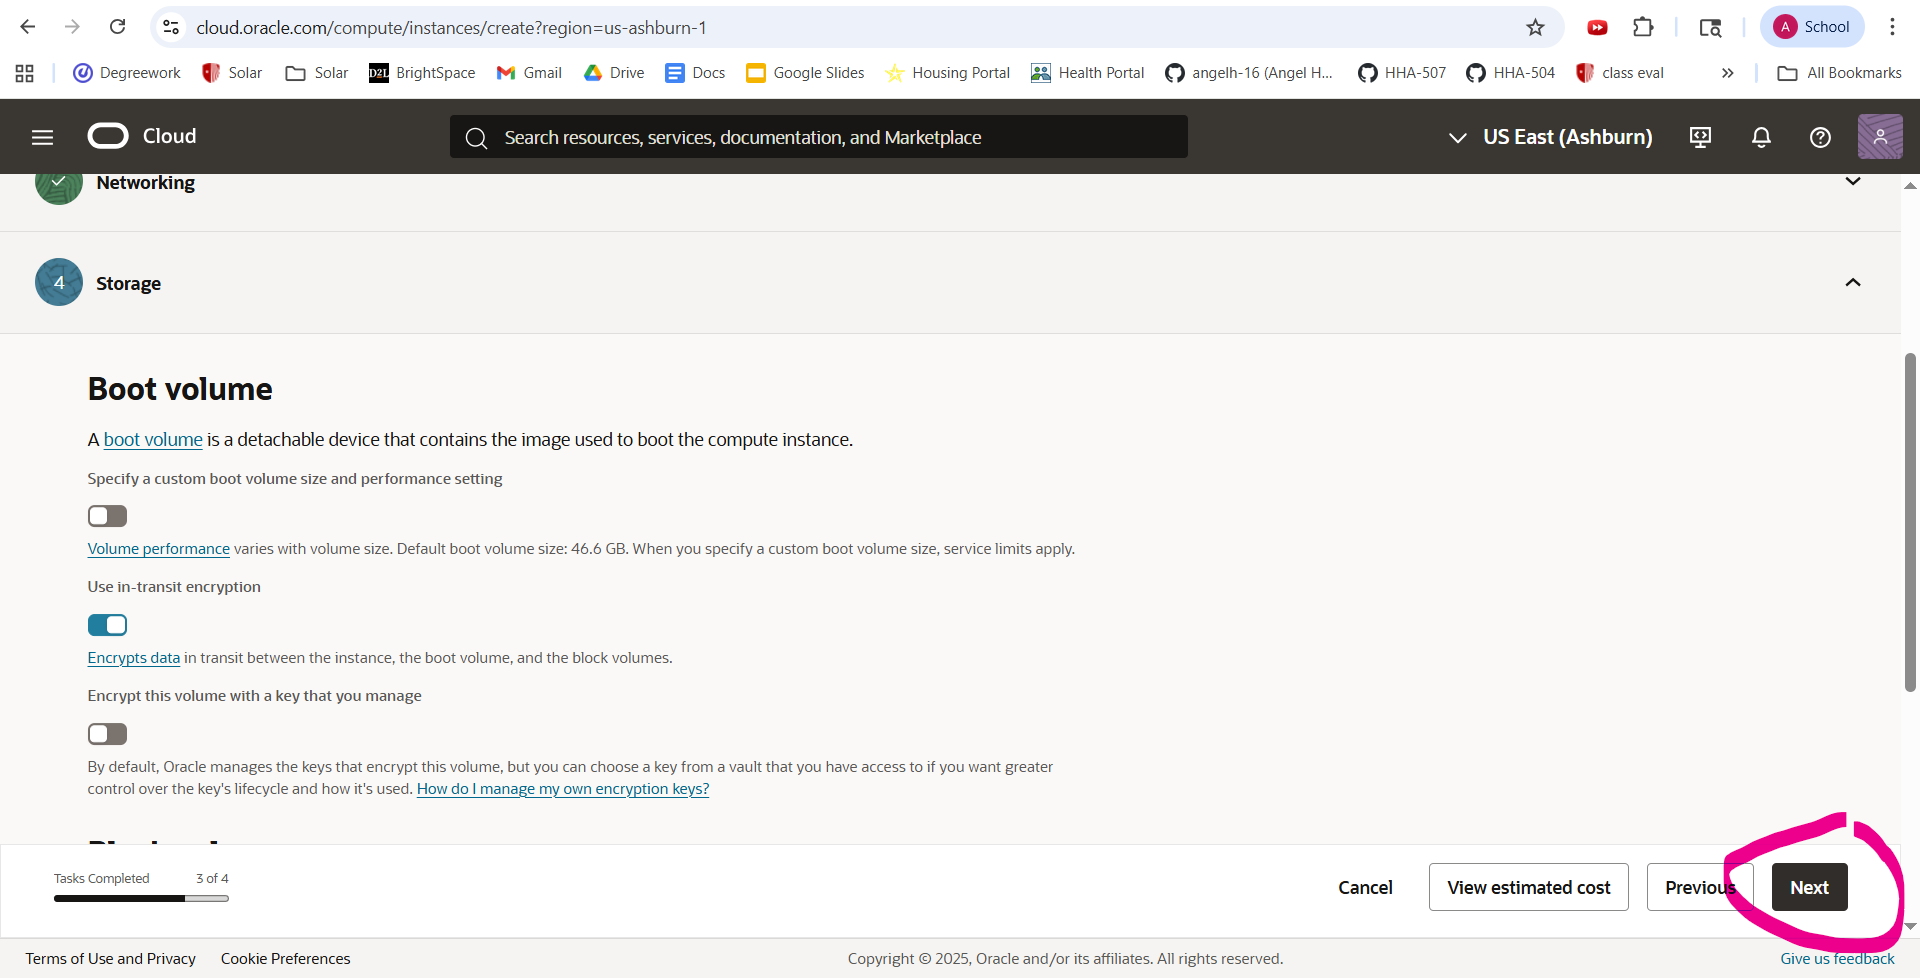 cloud.oracle.com/compute/instances/create?region=us-ashburn-1
A School
Degreework Solar Solar D2L BrightSpace Gmail Drive Docs Google Slides Housing Portal Health Portal angelh-16 (Angel H... HHA-507 HHA-504 class eval » All Bookmarks
Cloud Search resources, services, documentation, and Marketplace US East (Ashburn)
Networking
4 Storage
Boot volume
A boot volume is a detachable device that contains the image used to boot the compute instance.
Specify a custom boot volume size and performance setting
Volume performance varies with volume size. Default boot volume size: 46.6 GB. When you specify a custom boot volume size, service limits apply.
Use in-transit encryption
Encrypts data in transit between the instance, the boot volume, and the block volumes.
Encrypt this volume with a key that you manage
By default, Oracle manages the keys that encrypt this volume, but you can choose a key from a vault that you have access to if you want greater
control over the key's lifecycle and how it's used. How do I manage my own encryption keys?
Tasks Completed 3 of 4
Cancel View estimated cost Previous Next
Terms of Use and Privacy Cookie Preferences Copyright © 2025, Oracle and/or its affiliates. All rights reserved. Give us feedback